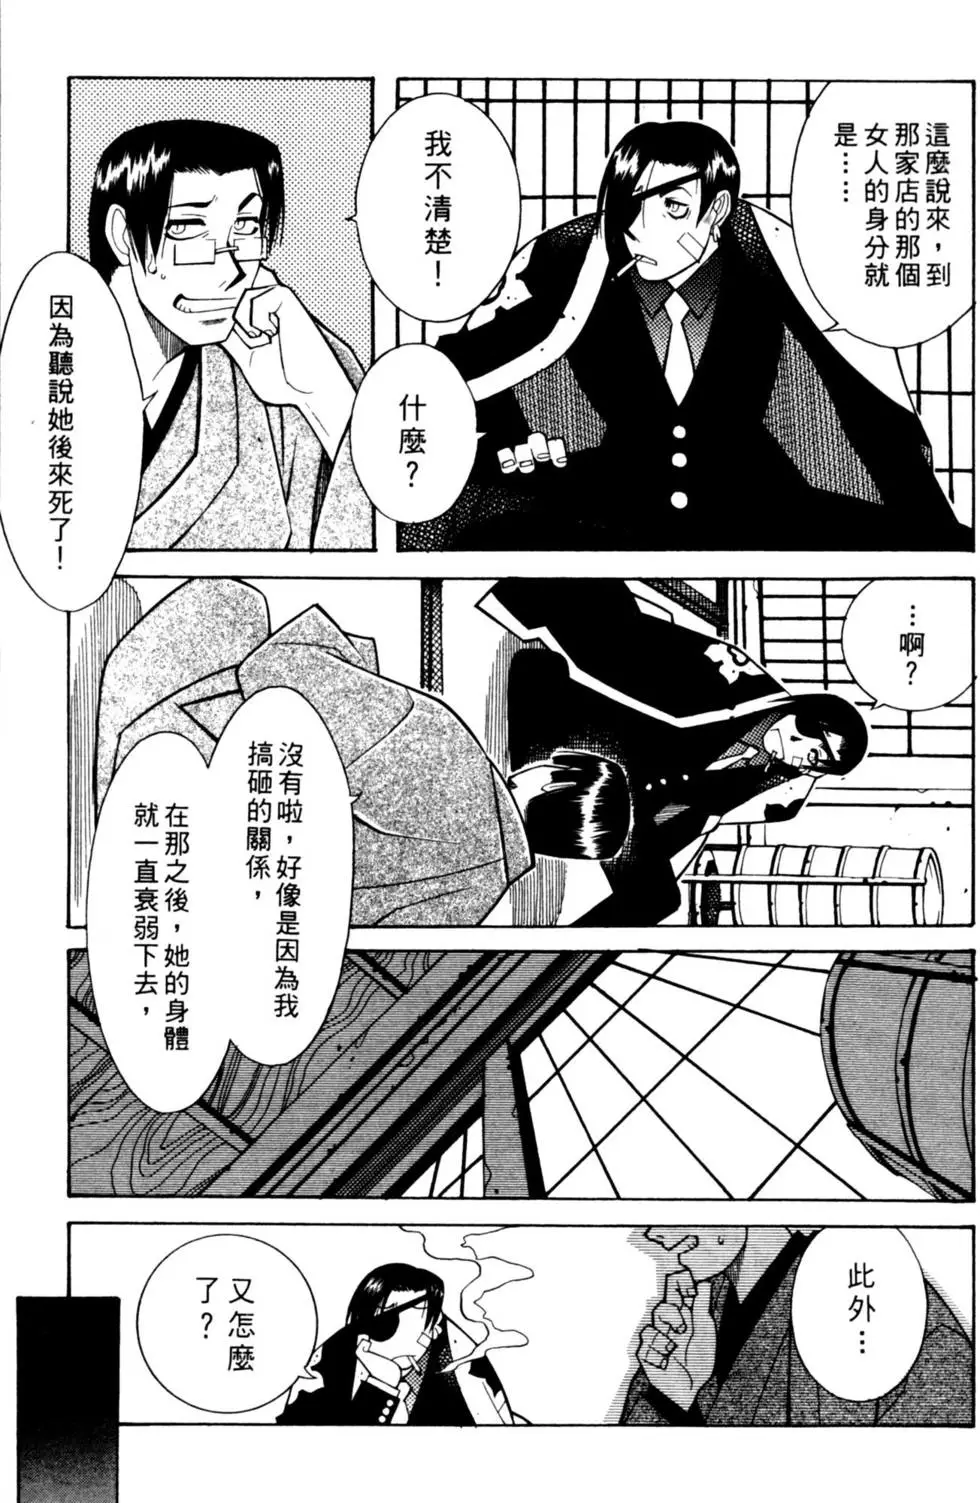 這麼說來，到
那家店的那個
女人的身分就
是……
我不清楚！
什麼？
因為聽說她後來死了！
…啊？
沒有啦，好像是因為我
搞砸的關係，
在那之後，她的身體
就一直衰弱下去，
此外…
又怎麼
了？